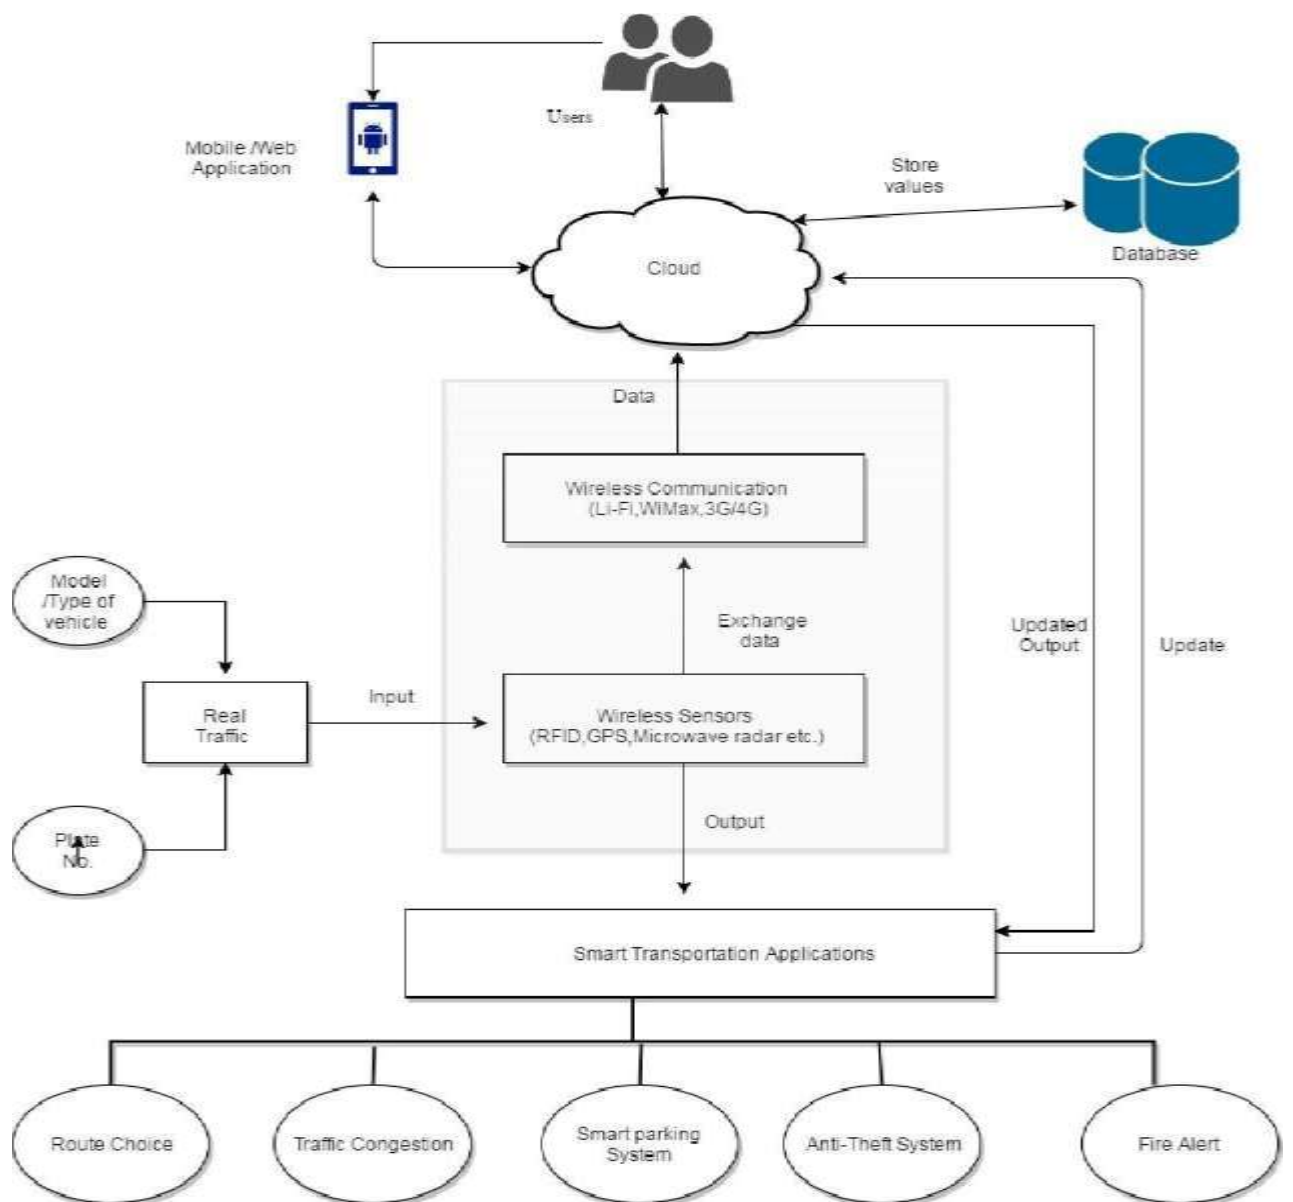 Users
Mobile /Web
Application
Store
values
Database
Cloud
Data
Wireless Communication
(Li-Fi,WiMax,3G/4G)
Model
/Type of
vehicle
Exchange
data
Updated
Output
Update
Input
Real
Traffic
Wireless Sensors
(RFID,GPS,Microwave radar etc.)
Output
Plate
No.
Smart Transportation Applications
Route Choice
Traffic Congestion
Smart parking
System
Anti-Theft System
Fire Alert